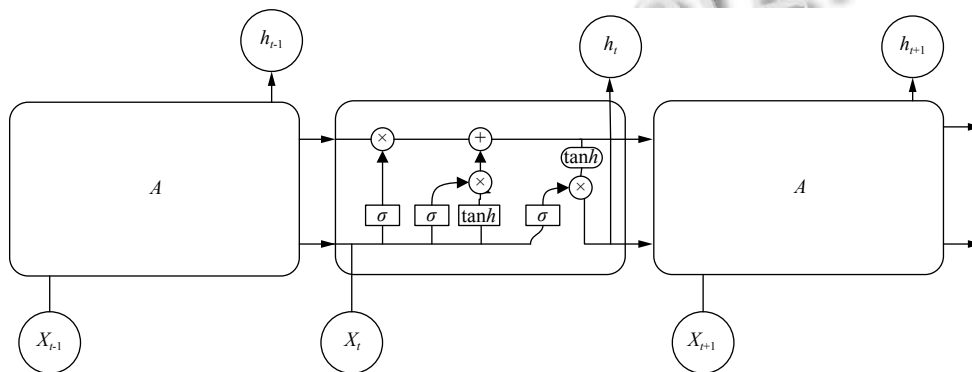 h_{t-1}
h_t
h_{t+1}
× +
tanh
A × × A
σ σ tanh σ
X_{t-1} X_t X_{t+1}